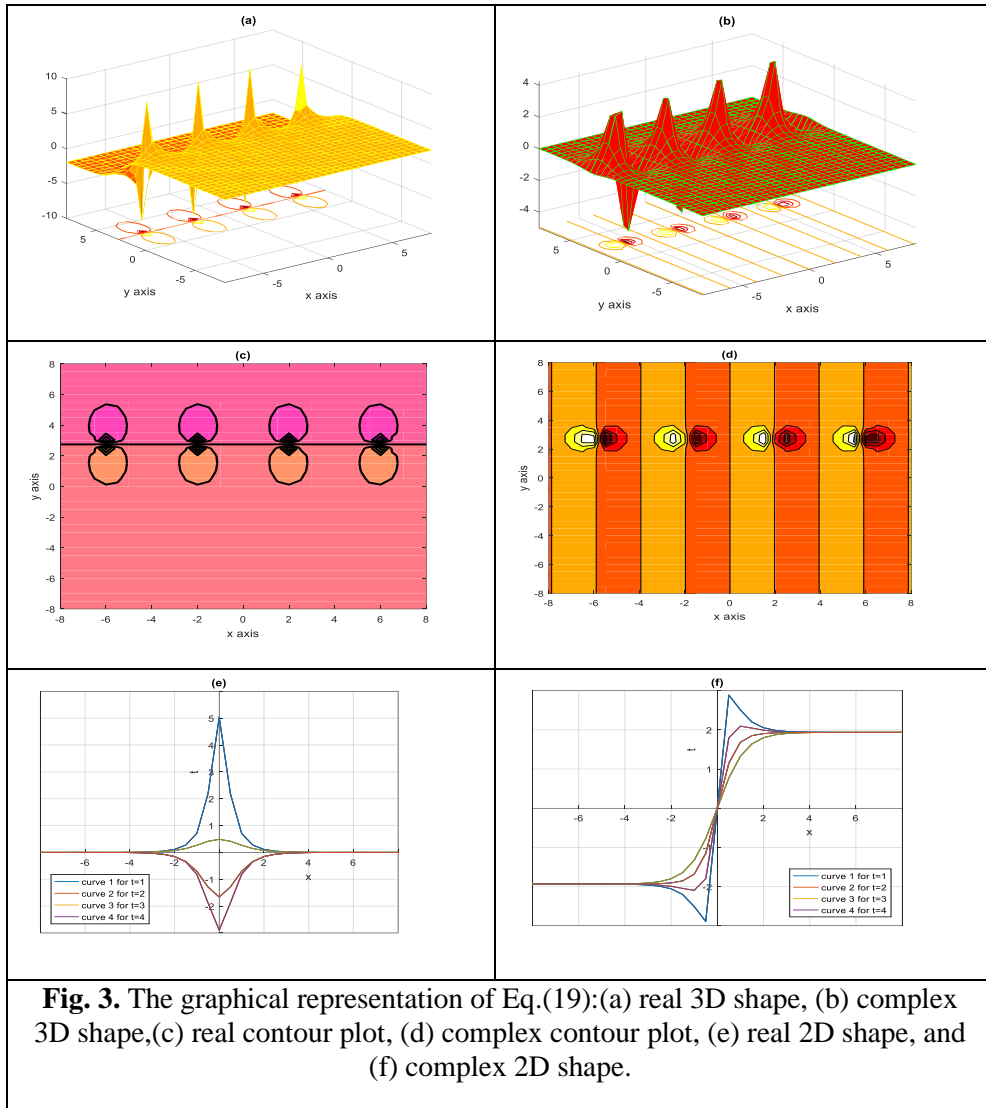 (a)
10
5
0
-5
-10
5
0
-5
y axis
-5
0
5
x axis
(b)
4
2
0
-2
-4
5
0
-5
y axis
-5
0
5
x axis
(c)
8
6
4
2
0
-2
-4
-6
-8
y axis
-8 -6 -4 -2 0 2 4 6 8
x axis
(d)
8
6
4
2
0
-2
-4
-6
-8
y axis
-8 -6 -4 -2 0 2 4 6 8
x axis
(e)
5
4
3
t
2
1
-6 -4 -2 2 4 6
x
-1
-2
curve 1 for t=1
curve 2 for t=2
curve 3 for t=3
curve 4 for t=4
(f)
2
t
1
-6 -4 -2 2 4 6
x
-1
-2
curve 1 for t=1
curve 2 for t=2
curve 3 for t=3
curve 4 for t=4
Fig. 3. The graphical representation of Eq.(19):(a) real 3D shape, (b) complex
3D shape,(c) real contour plot, (d) complex contour plot, (e) real 2D shape, and
(f) complex 2D shape.